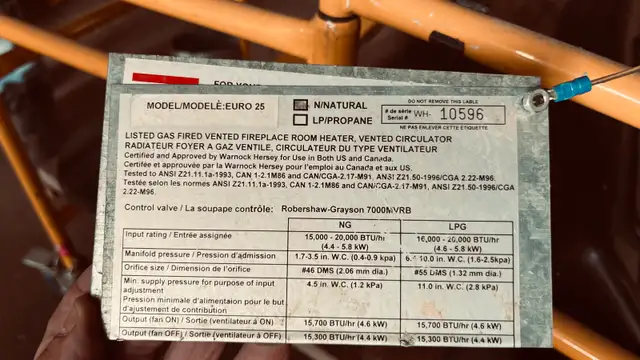 FOR YOUR
MODEL/MODELÈ:EURO 25
N/NATURAL
LP/PROPANE
DO NOT REMOVE THIS LABLE
# de série
Serial #
WH- 10596
NE PAS ENLEVER CETTE ÉTIQUETTE
LISTED GAS FIRED VENTED FIREPLACE ROOM HEATER, VENTED CIRCULATOR
RADIATEUR FOYER A GAZ VENTILE, CIRCULATEUR DU TYPE VENTILATEUR
Certified and Approved by Warnock Hersey for Use in Both US and Canada.
Certifée et approuvée par la Warnock Hersey pour l'emploi au Canada et aux US.
Tested to ANSI Z21.11.1a-1993, CAN 1-2.1M86 and CAN/CGA-2.17-M91, ANSI Z21.50-1996/CGA
2.22-M96.
Testée selon les normes ANSI Z21.11.1a-1993, CAN 1-2.1M86 and CAN/CGA-2.17-M91, ANSI Z21.50-1996/CGA
2.22-M96.
Control valve / La soupape contrôle: Robershaw-Grayson 7000MVRB
NG LPG
Input rating / Entrée assignée 15,000 - 20,000 BTU/hr 16,000 - 20,000 BTU/hr
(4.4 - 5.8 kW) (4.6 - 5.8 kW)
Manifold pressure / Pression d'admission 1.7-3.5 in. W.C. (0.4-0.9 kpa) 10.0 in. W.C. (1.6-2.5kpa)
Orifice size / Dimension de l'orifice #46 DMS (2.06 mm dia.) #55 DMS (1.32 mm dia.)
Min. supply pressure for purpose of input 4.5 in. W.C. (1.2 kPa) 11.0 in. W.C. (2.8 kPa)
adjustment
Pression minimale d'alimentaion pour le but
d'ajustement de contribution
Output (fan ON) / Sortie (ventilateur à ON) 15,700 BTU/hr (4.6 kW) 15,700 BTU/hr (4.6 kW)
Output (fan OFF) / Sortie (ventilateur à OFF) 15,300 BTU/hr (4.4 kW) 15,300 BTU/hr (4.4 kW)